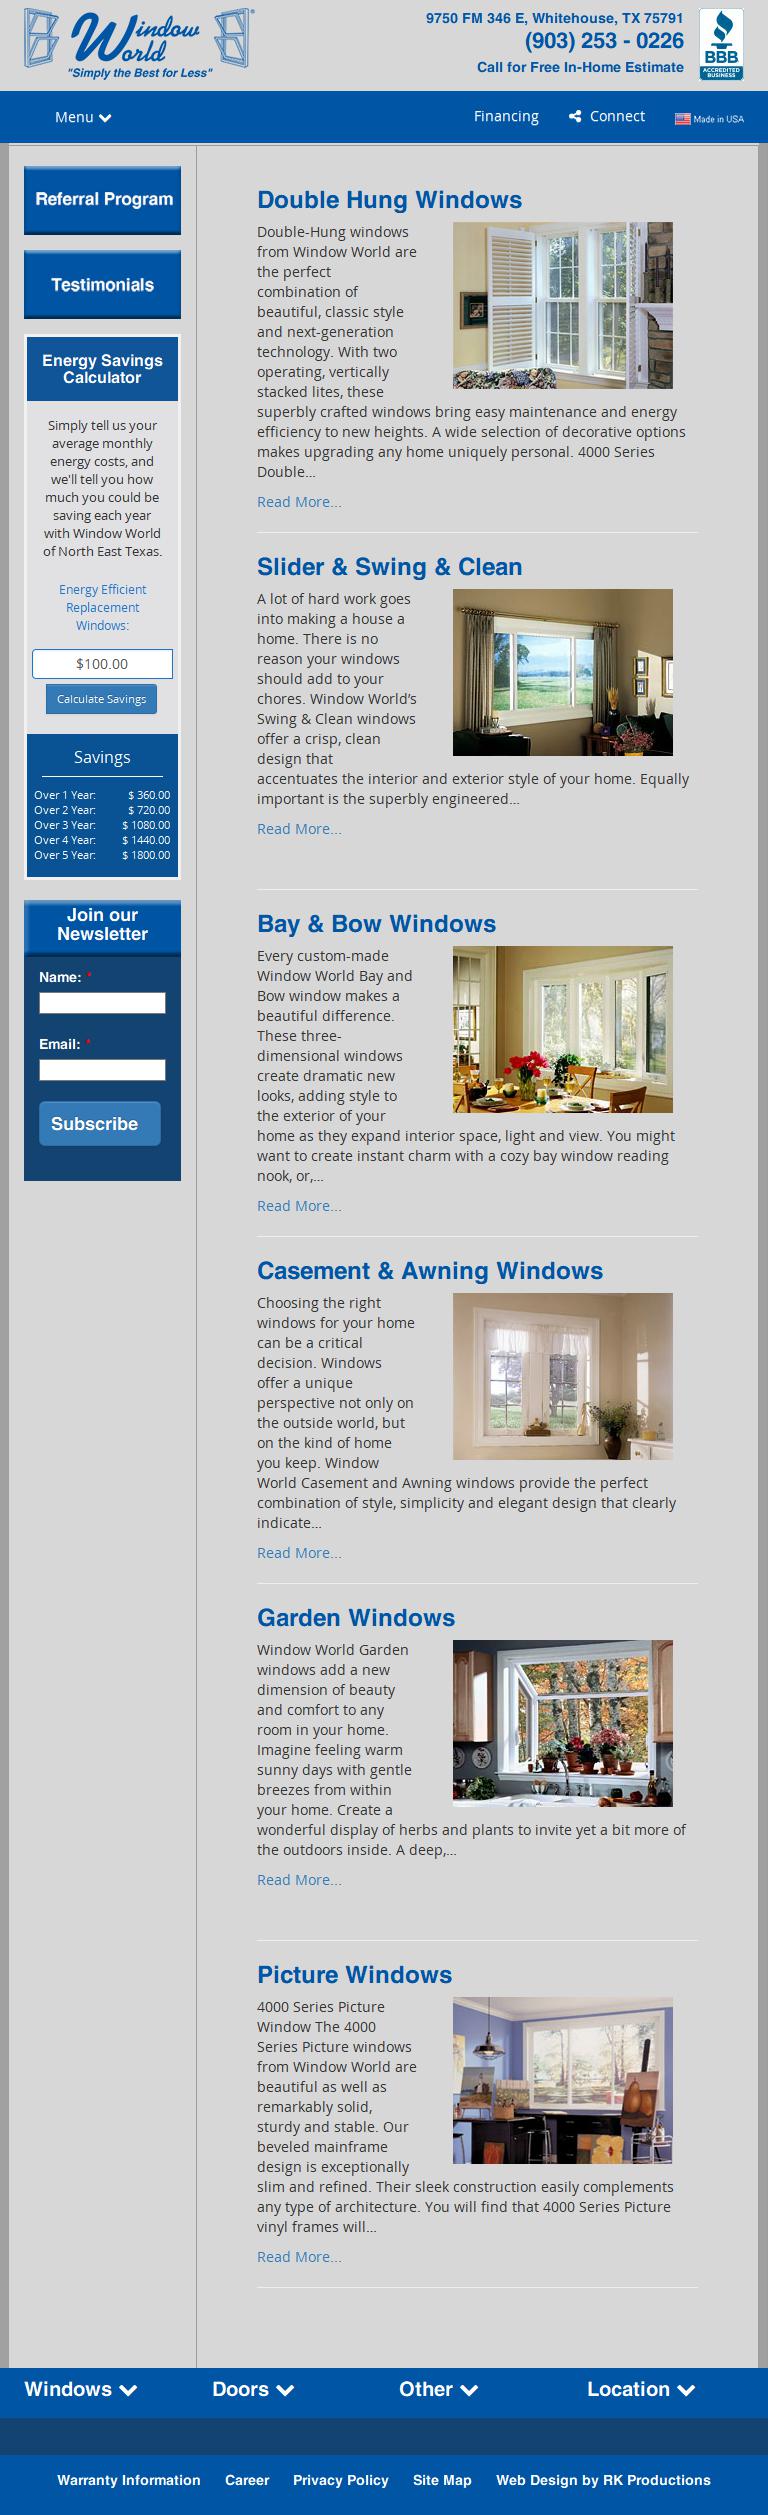 Window World ®
"Simply the Best for Less"
9750 FM 346 E, Whitehouse, TX 75791
(903) 253 - 0226
Call for Free In-Home Estimate
BBB
ACCREDITED
BUSINESS
Menu
Financing
Connect
Made in USA
Referral Program
Testimonials
Energy Savings
Calculator
Simply tell us your
average monthly
energy costs, and
we'll tell you how
much you could be
saving each year
with Window World
of North East Texas.
Energy Efficient
Replacement
Windows:
$100.00
Calculate Savings
Savings
Over 1 Year: $ 360.00
Over 2 Year: $ 720.00
Over 3 Year: $ 1080.00
Over 4 Year: $ 1440.00
Over 5 Year: $ 1800.00
Join our
Newsletter
Name: *
Email: *
Subscribe
Double Hung Windows
Double-Hung windows
from Window World are
the perfect
combination of
beautiful, classic style
and next-generation
technology. With two
operating, vertically
stacked lites, these
superbly crafted windows bring easy maintenance and energy
efficiency to new heights. A wide selection of decorative options
makes upgrading any home uniquely personal. 4000 Series
Double...
Read More...
Slider & Swing & Clean
A lot of hard work goes
into making a house a
home. There is no
reason your windows
should add to your
chores. Window World’s
Swing & Clean windows
offer a crisp, clean
design that
accentuates the interior and exterior style of your home. Equally
important is the superbly engineered...
Read More...
Bay & Bow Windows
Every custom-made
Window World Bay and
Bow window makes a
beautiful difference.
These three-
dimensional windows
create dramatic new
looks, adding style to
the exterior of your
home as they expand interior space, light and view. You might
want to create instant charm with a cozy bay window reading
nook, or,...
Read More...
Casement & Awning Windows
Choosing the right
windows for your home
can be a critical
decision. Windows
offer a unique
perspective not only on
the outside world, but
on the kind of home
you keep. Window
World Casement and Awning windows provide the perfect
combination of style, simplicity and elegant design that clearly
indicate...
Read More...
Garden Windows
Window World Garden
windows add a new
dimension of beauty
and comfort to any
room in your home.
Imagine feeling warm
sunny days with gentle
breezes from within
your home. Create a
wonderful display of herbs and plants to invite yet a bit more of
the outdoors inside. A deep,...
Read More...
Picture Windows
4000 Series Picture
Window The 4000
Series Picture windows
from Window World are
beautiful as well as
remarkably solid,
sturdy and stable. Our
beveled mainframe
design is exceptionally
slim and refined. Their sleek construction easily complements
any type of architecture. You will find that 4000 Series Picture
vinyl frames will...
Read More...
Windows
Doors
Other
Location
Warranty Information
Career
Privacy Policy
Site Map
Web Design by RK Productions